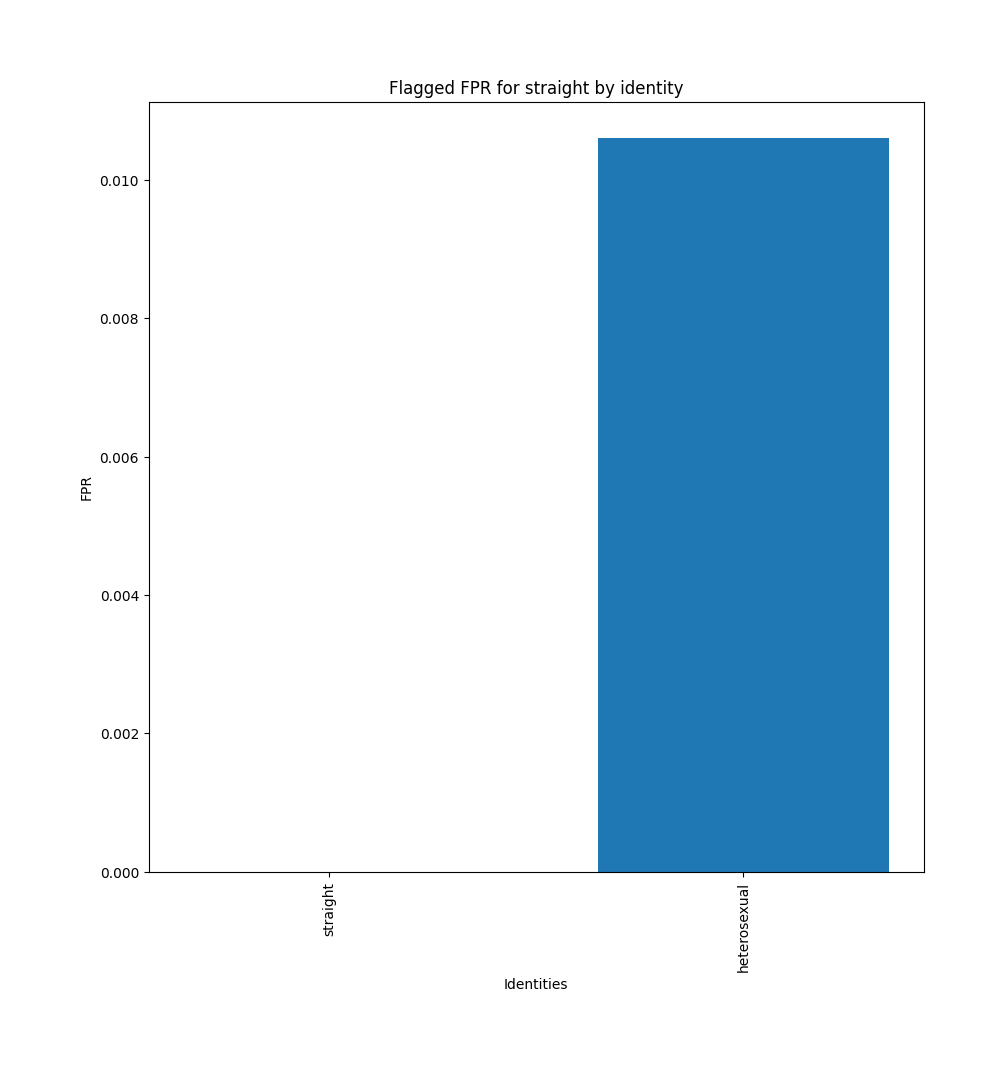 Flagged FPR for straight by identity
0.010
0.008
0.006
0.004
0.002
0.000
FPR
straight
heterosexual
Identities